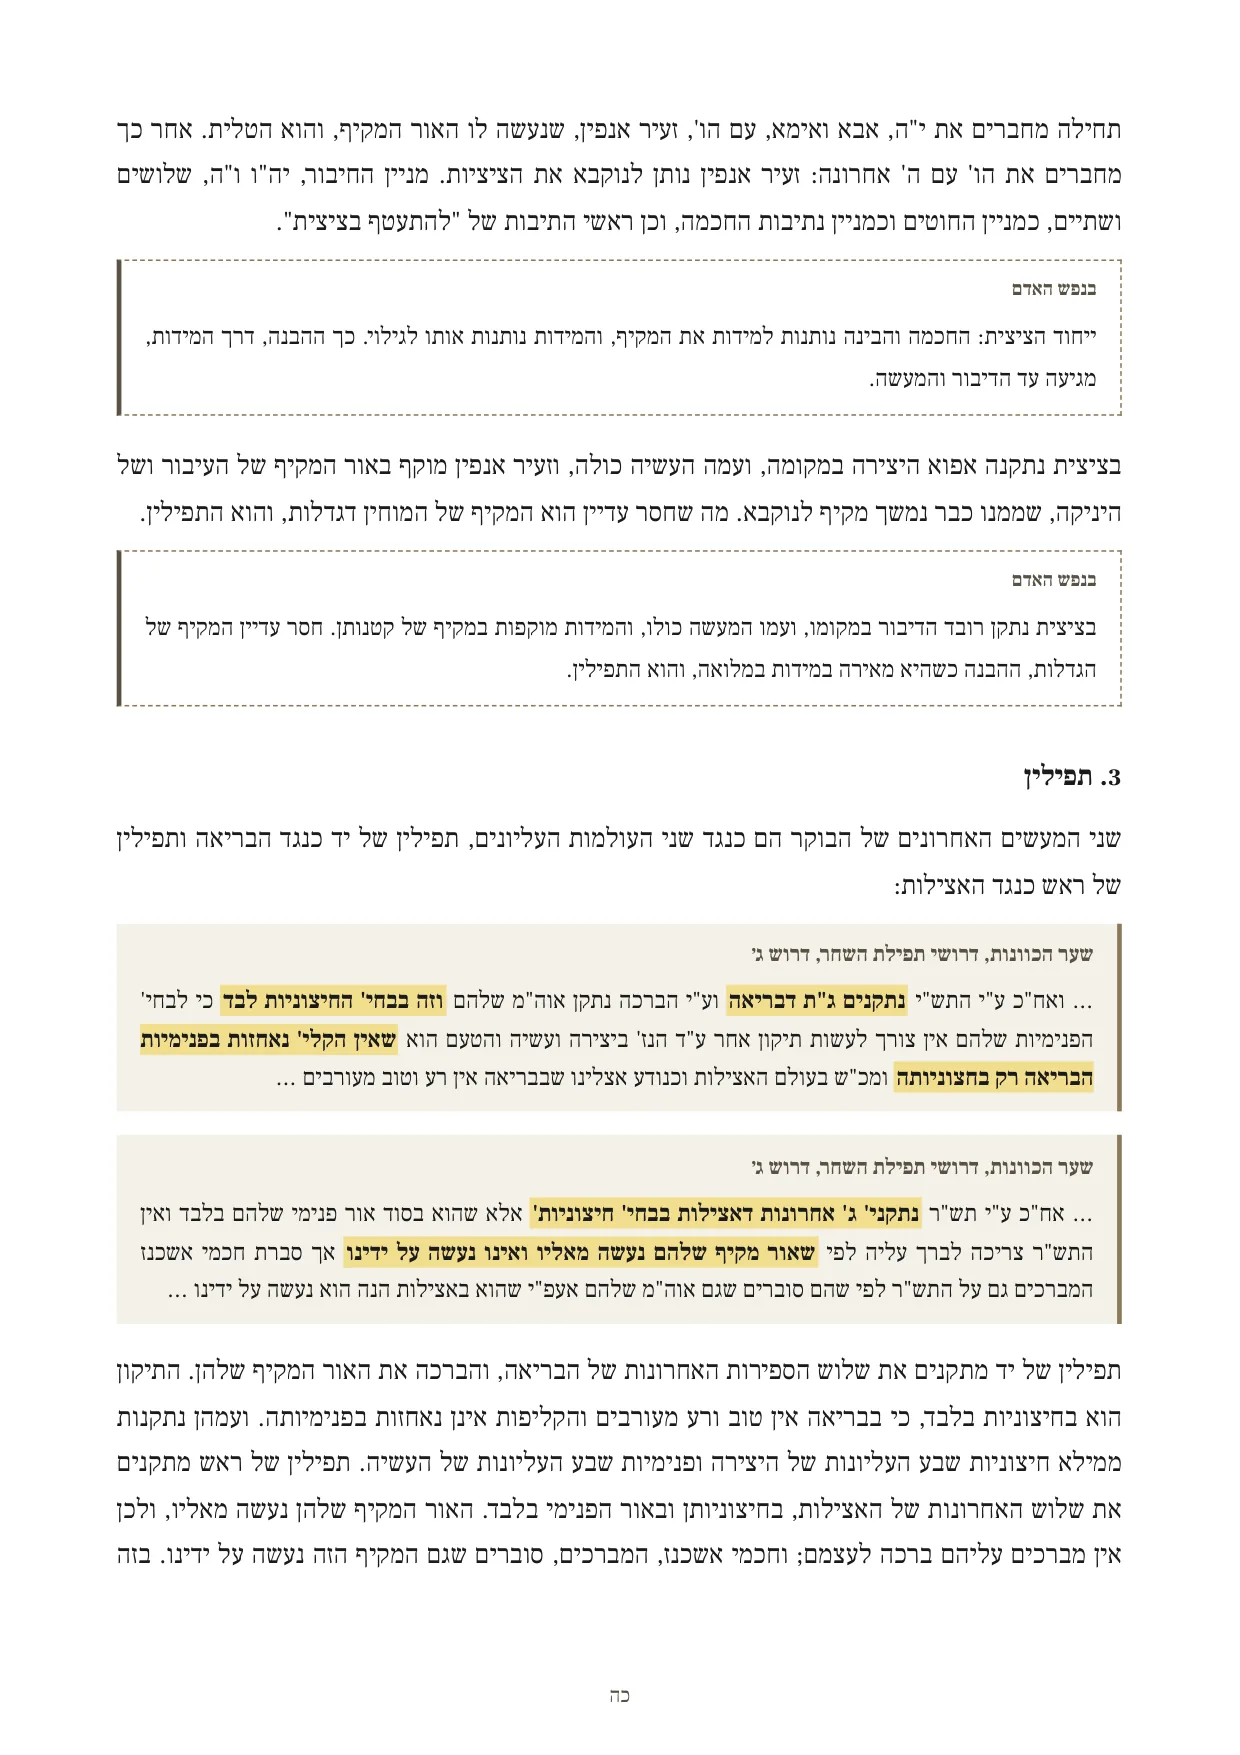 תחילה מחברים את י"ה, אבא ואימא, עם הו', זעיר אנפין, שנעשה לו האור המקיף, והוא הטלית. אחר כך
מחברים את הו' עם ה' אחרונה: זעיר אנפין נותן לנוקבא את הציציות. מניין החיבור, יה"ו ו"ה, שלושים
ושתיים, כמניין החוטים וכמניין נתיבות החכמה, וכן ראשי התיבות של "להתעטף בציצית".
בנפש האדם
ייחוד הציצית: החכמה והבינה נותנות למידות את המקיף, והמידות נותנות אותו לגילוי. כך ההבנה, דרך המידות,
מגיעה עד הדיבור והמעשה.
בציצית נתקנה אפוא היצירה במקומה, ועמה העשיה כולה, וזעיר אנפין מוקף באור המקיף של העיבור ושל
היניקה, שממנו כבר נמשך מקיף לנוקבא. מה שחסר עדיין הוא המקיף של המוחין דגדלות, והוא התפילין.
בנפש האדם
בציצית נתקן רובד הדיבור במקומו, ועמו המעשה כולו, והמידות מוקפות במקיף של קטנותן. חסר עדיין המקיף של
הגדלות, ההבנה כשהיא מאירה במידות במלואה, והוא התפילין.
3. תפילין
שני המעשים האחרונים של הבוקר הם כנגד שני העולמות העליונים, תפילין של יד כנגד הבריאה ותפילין
של ראש כנגד האצילות:
שער הכוונות, דרושי תפילת השחר, דרוש ג׳
... ואח"כ ע"י התש"י נתקנים ג"ת דבריאה וע"י הברכה נתקן אוה"מ שלהם וזה בבחי' החיצוניות לבד כי לבחי'
הפנימיות שלהם אין צורך לעשות תיקון אחר ע"ד הנז' ביצירה ועשיה והטעם הוא שאין הקלי' נאחזות בפנימיות
הבריאה רק בחצוניותה ומכ"ש בעולם האצילות וכנודע אצלינו שבבריאה אין רע וטוב מעורבים ...
שער הכוונות, דרושי תפילת השחר, דרוש ג׳
... אח"כ ע"י תש"ר נתקני' ג' אחרונות דאצילות בבחי' חיצוניות' אלא שהוא בסוד אור פנימי שלהם בלבד ואין
התש"ר צריכה לברך עליה לפי שאור מקיף שלהם נעשה מאליו ואינו נעשה על ידינו אך סברת חכמי אשכנז
המברכים גם על התש"ר לפי שהם סוברים שגם אוה"מ שלהם אעפ"י שהוא באצילות הנה הוא נעשה על ידינו ...
תפילין של יד מתקנים את שלוש הספירות האחרונות של הבריאה, והברכה את האור המקיף שלהן. התיקון
הוא בחיצוניות בלבד, כי בבריאה אין טוב ורע מעורבים והקליפות אינן נאחזות בפנימיותה. ועמהן נתקנות
ממילא חיצוניות שבע העליונות של היצירה ופנימיות שבע העליונות של העשיה. תפילין של ראש מתקנים
את שלוש האחרונות של האצילות, בחיצוניותן ובאור הפנימי בלבד. האור המקיף שלהן נעשה מאליו, ולכן
אין מברכים עליהם ברכה לעצמם; וחכמי אשכנז, המברכים, סוברים שגם המקיף הזה נעשה על ידינו. בזה
כה